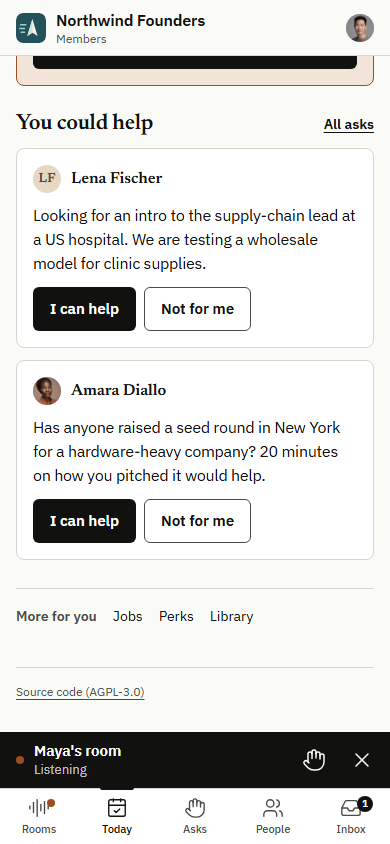 Northwind Founders
Members
You could help
All asks
LF
Lena Fischer
Looking for an intro to the supply-chain lead at
a US hospital. We are testing a wholesale
model for clinic supplies.
I can help
Not for me
Amara Diallo
Has anyone raised a seed round in New York
for a hardware-heavy company? 20 minutes
on how you pitched it would help.
I can help
Not for me
More for you
Jobs
Perks
Library
Source code (AGPL-3.0)
Maya's room
Listening
1
Rooms
Today
Asks
People
Inbox